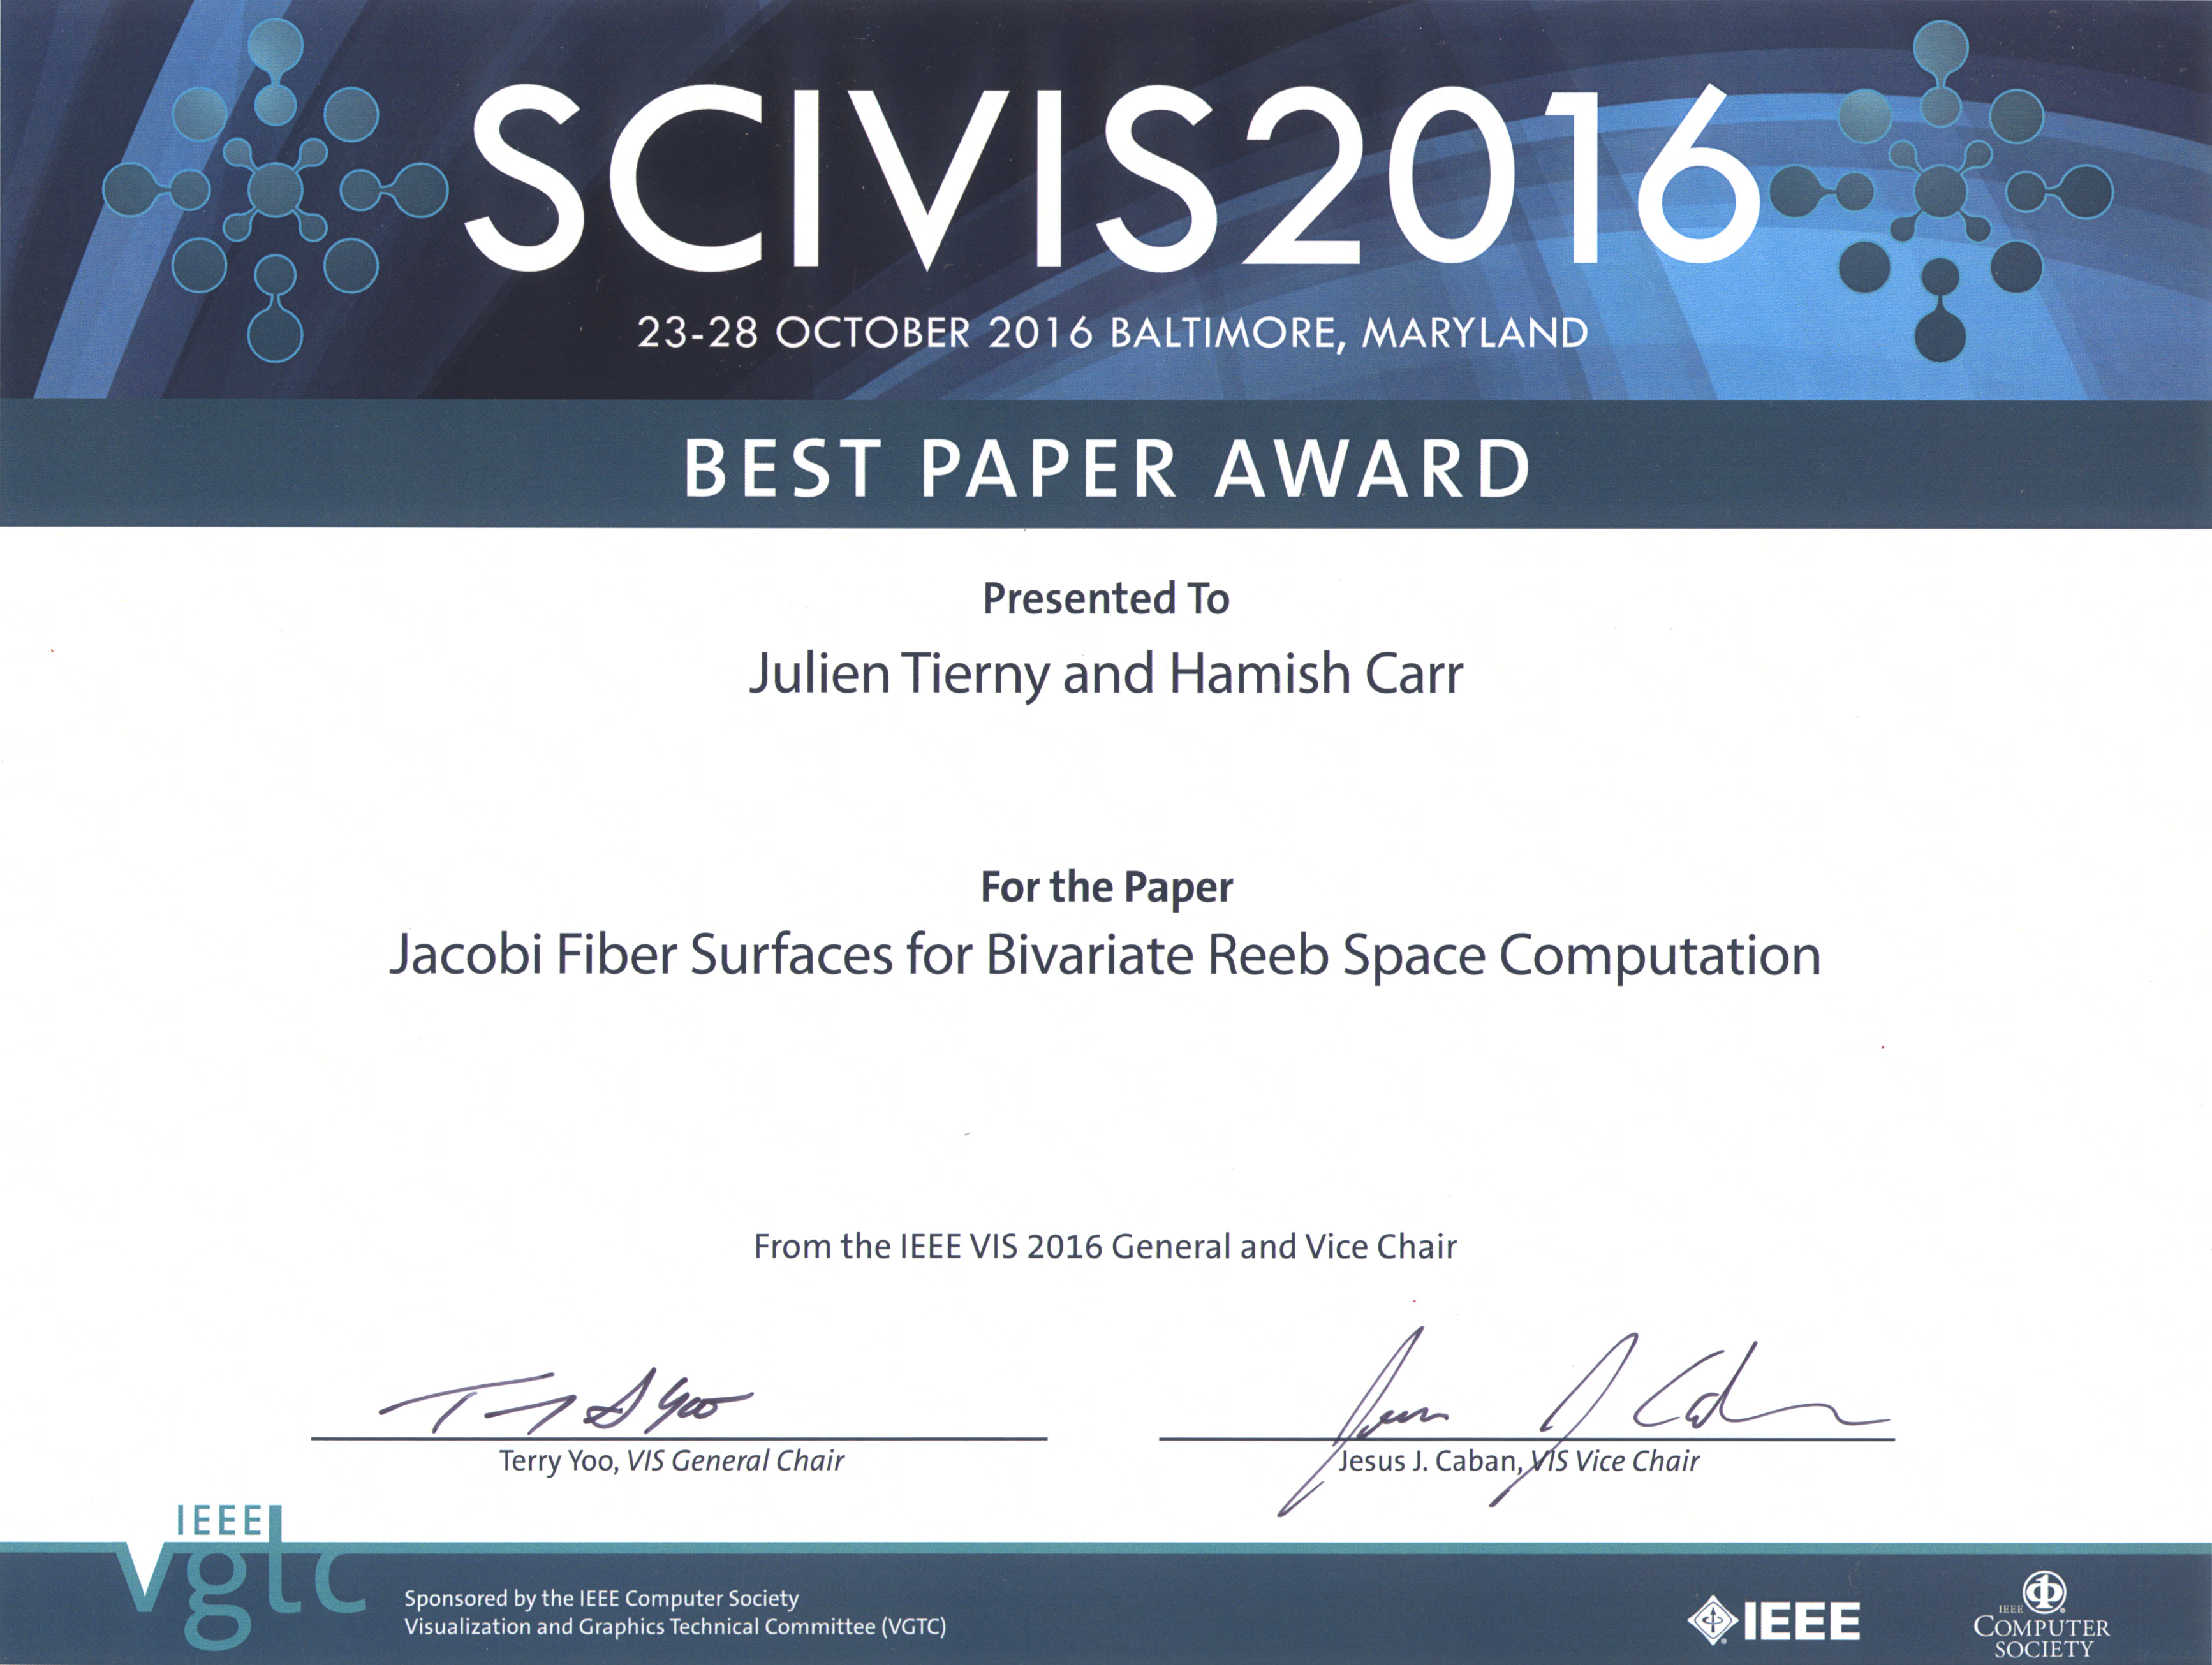 SCIVIS2016
23-28 OCTOBER 2016 BALTIMORE, MARYLAND
BEST PAPER AWARD
Presented To
Julien Tierny and Hamish Carr
For the Paper
Jacobi Fiber Surfaces for Bivariate Reeb Space Computation
From the IEEE VIS 2016 General and Vice Chair
Terry Yoo, VIS General Chair
Jesus J. Caban, VIS Vice Chair
IEEE
vgtc
Sponsored by the IEEE Computer Society
Visualization and Graphics Technical Committee (VGTC)
IEEE
IEEE
COMPUTER
SOCIETY